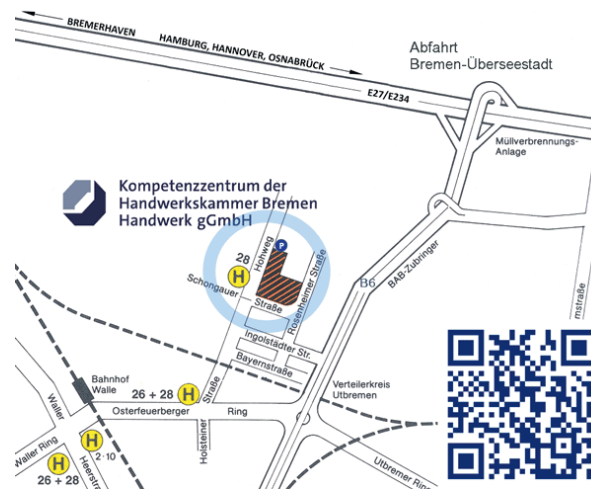 BREMERHAVEN
HAMBURG, HANNOVER, OSNABRÜCK
E27/E234
Abfahrt
Bremen-Überseestadt
Müllverbrennungs-
Anlage
Kompetenzzentrum der
Handwerkskammer Bremen
Handwerk gGmbH
P
28
H
Hohweg
Schongauer
Straße
Rosenheimer Straße
B6
BAB-Zubringer
Ingolstädter Str.
Bayernstraße
mstraße
Bahnhof
Walle
26 + 28
H
Holsteiner
Straße
Osterfeuerberger
Ring
Verteilerkreis
Utbremen
Waller
Waller Ring
H
2·10
Heerstra
H
26 + 28
Utbremer Ring